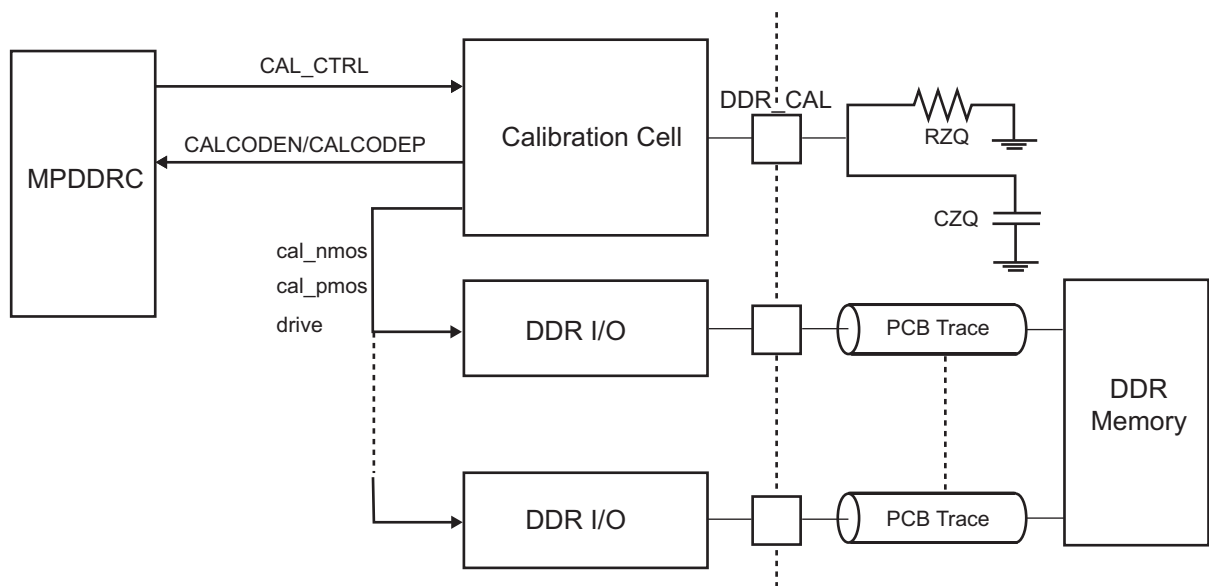 CAL_CTRL
DDR_CAL
CALCODEN/CALCODEP
Calibration Cell
RZQ
MPDDRC
CZQ
cal_nmos
cal_pmos
drive
DDR I/O
PCB Trace
DDR
Memory
DDR I/O
PCB Trace